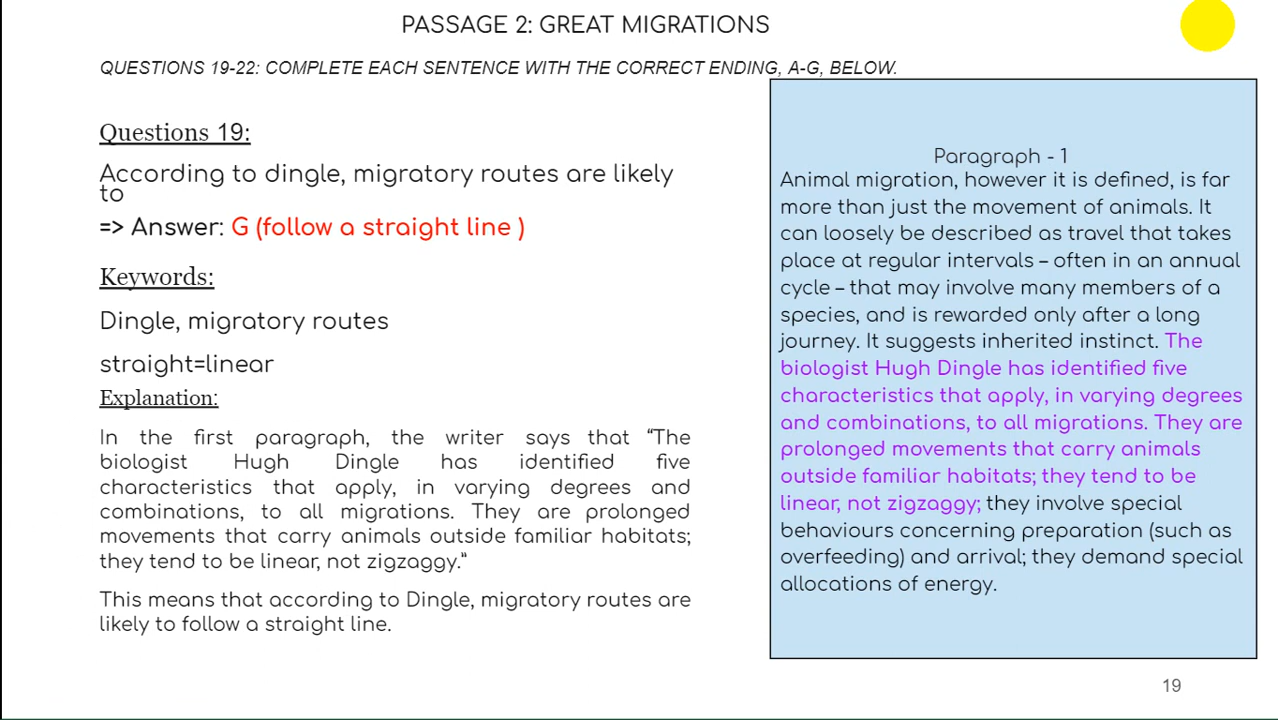 PASSAGE 2: GREAT MIGRATIONS
QUESTIONS 19-22: COMPLETE EACH SENTENCE WITH THE CORRECT ENDING, A-G, BELOW.
Questions 19:
According to dingle, migratory routes are likely
to
=> Answer: G (follow a straight line )
Keywords:
Dingle, migratory routes
straight=linear
Explanation:
In the first paragraph, the writer says that “The
biologist Hugh Dingle has identified five
characteristics that apply, in varying degrees and
combinations, to all migrations. They are prolonged
movements that carry animals outside familiar habitats;
they tend to be linear, not zigzaggy.”
This means that according to Dingle, migratory routes are
likely to follow a straight line.
Paragraph - 1
Animal migration, however it is defined, is far
more than just the movement of animals. It
can loosely be described as travel that takes
place at regular intervals – often in an annual
cycle – that may involve many members of a
species, and is rewarded only after a long
journey. It suggests inherited instinct. The
biologist Hugh Dingle has identified five
characteristics that apply, in varying degrees
and combinations, to all migrations. They are
prolonged movements that carry animals
outside familiar habitats; they tend to be
linear, not zigzaggy; they involve special
behaviours concerning preparation (such as
overfeeding) and arrival; they demand special
allocations of energy.
19